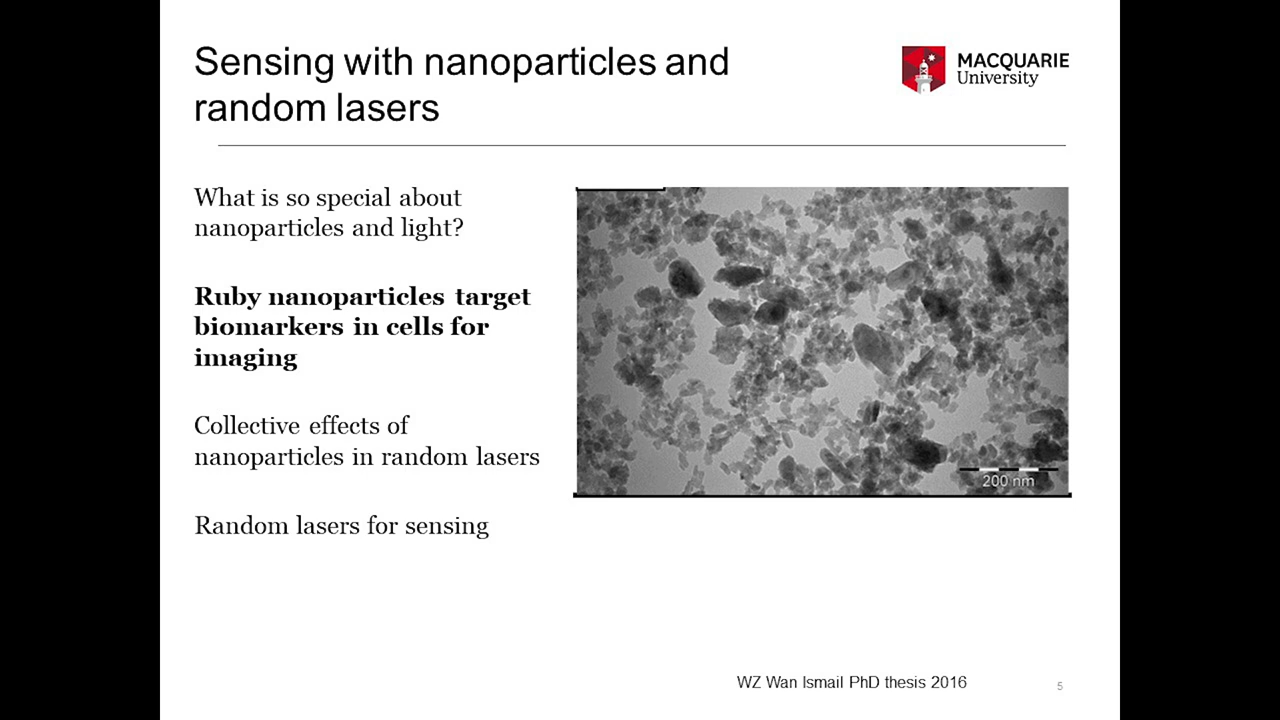 Sensing with nanoparticles and
random lasers
MACQUARIE
University
What is so special about
nanoparticles and light?
Ruby nanoparticles target
biomarkers in cells for
imaging
Collective effects of
nanoparticles in random lasers
Random lasers for sensing
200 nm
WZ Wan Ismail PhD thesis 2016
5